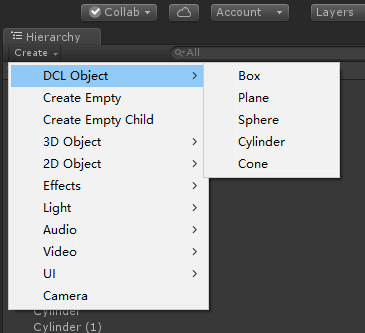 Collab Account Layers
Hierarchy
Create All
DCL Object
Create Empty
Create Empty Child
3D Object
2D Object
Effects
Light
Audio
Video
UI
Camera
Box
Plane
Sphere
Cylinder
Cone
Cylinder
Cylinder (1)